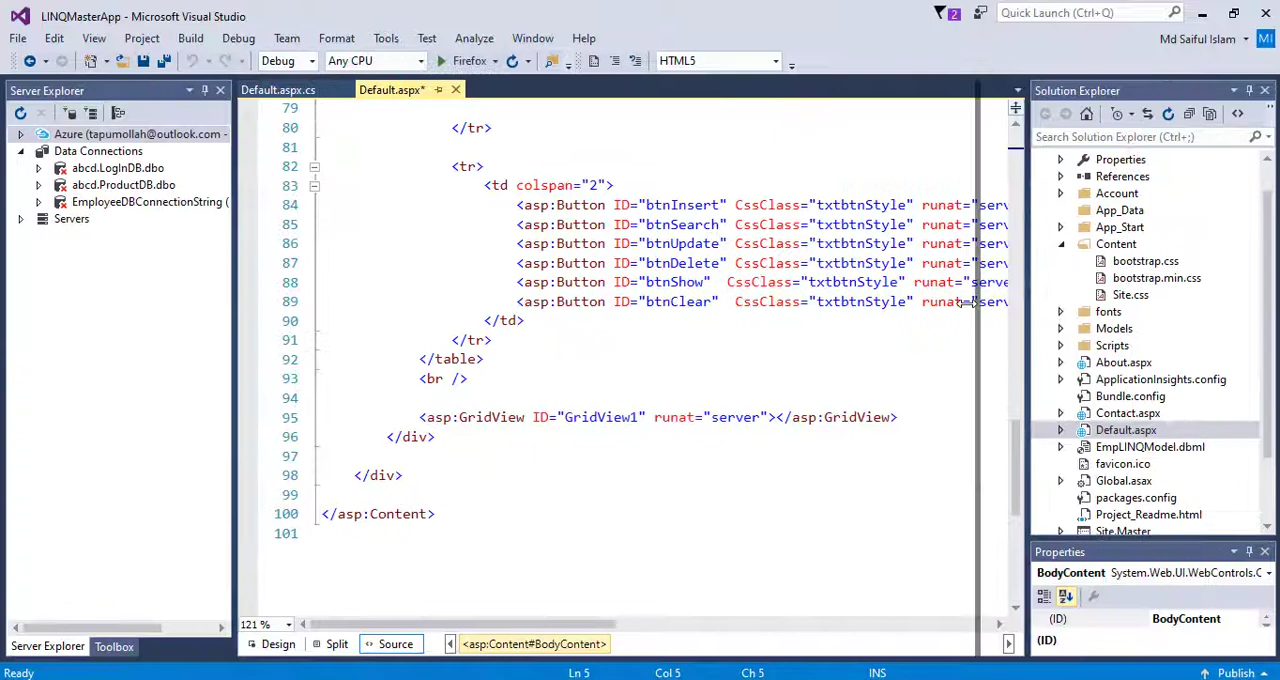 LINQMasterApp - Microsoft Visual Studio
2
Quick Launch (Ctrl+Q)
File Edit View Project Build Debug Team Format Tools Test Analyze Window Help
Md Saiful Islam
MI
Debug Any CPU Firefox HTML5
Server Explorer
Default.aspx.cs Default.aspx*
Solution Explorer
Search Solution Explorer (Ctrl+;)
Azure (tapumollah@outlook.com -
Data Connections
abcd.LogInDB.dbo
abcd.ProductDB.dbo
EmployeeDBConnectionString (
Servers
79
80 </tr>
81
82 <tr>
83 <td colspan="2">
84 <asp:Button ID="btnInsert" CssClass="txtbtnStyle" runat="serv
85 <asp:Button ID="btnSearch" CssClass="txtbtnStyle" runat="serv
86 <asp:Button ID="btnUpdate" CssClass="txtbtnStyle" runat="serv
87 <asp:Button ID="btnDelete" CssClass="txtbtnStyle" runat="serv
88 <asp:Button ID="btnShow" CssClass="txtbtnStyle" runat="serve
89 <asp:Button ID="btnClear" CssClass="txtbtnStyle" runat="serv
90 </td>
91 </tr>
92 </table>
93 <br />
94
95 <asp:GridView ID="GridView1" runat="server"></asp:GridView>
96 </div>
97
98 </div>
99
100 </asp:Content>
101
Properties
References
Account
App_Data
App_Start
Content
bootstrap.css
bootstrap.min.css
Site.css
fonts
Models
Scripts
About.aspx
ApplicationInsights.config
Bundle.config
Contact.aspx
Default.aspx
EmpLINQModel.dbml
favicon.ico
Global.asax
packages.config
Project_Readme.html
Site.Master
Properties
BodyContent System.Web.UI.WebControls.C
(ID) BodyContent
(ID)
121 %
Server Explorer Toolbox
Design Split Source <asp:Content#BodyContent>
Ready Ln 5 Col 5 Ch 5 INS Publish